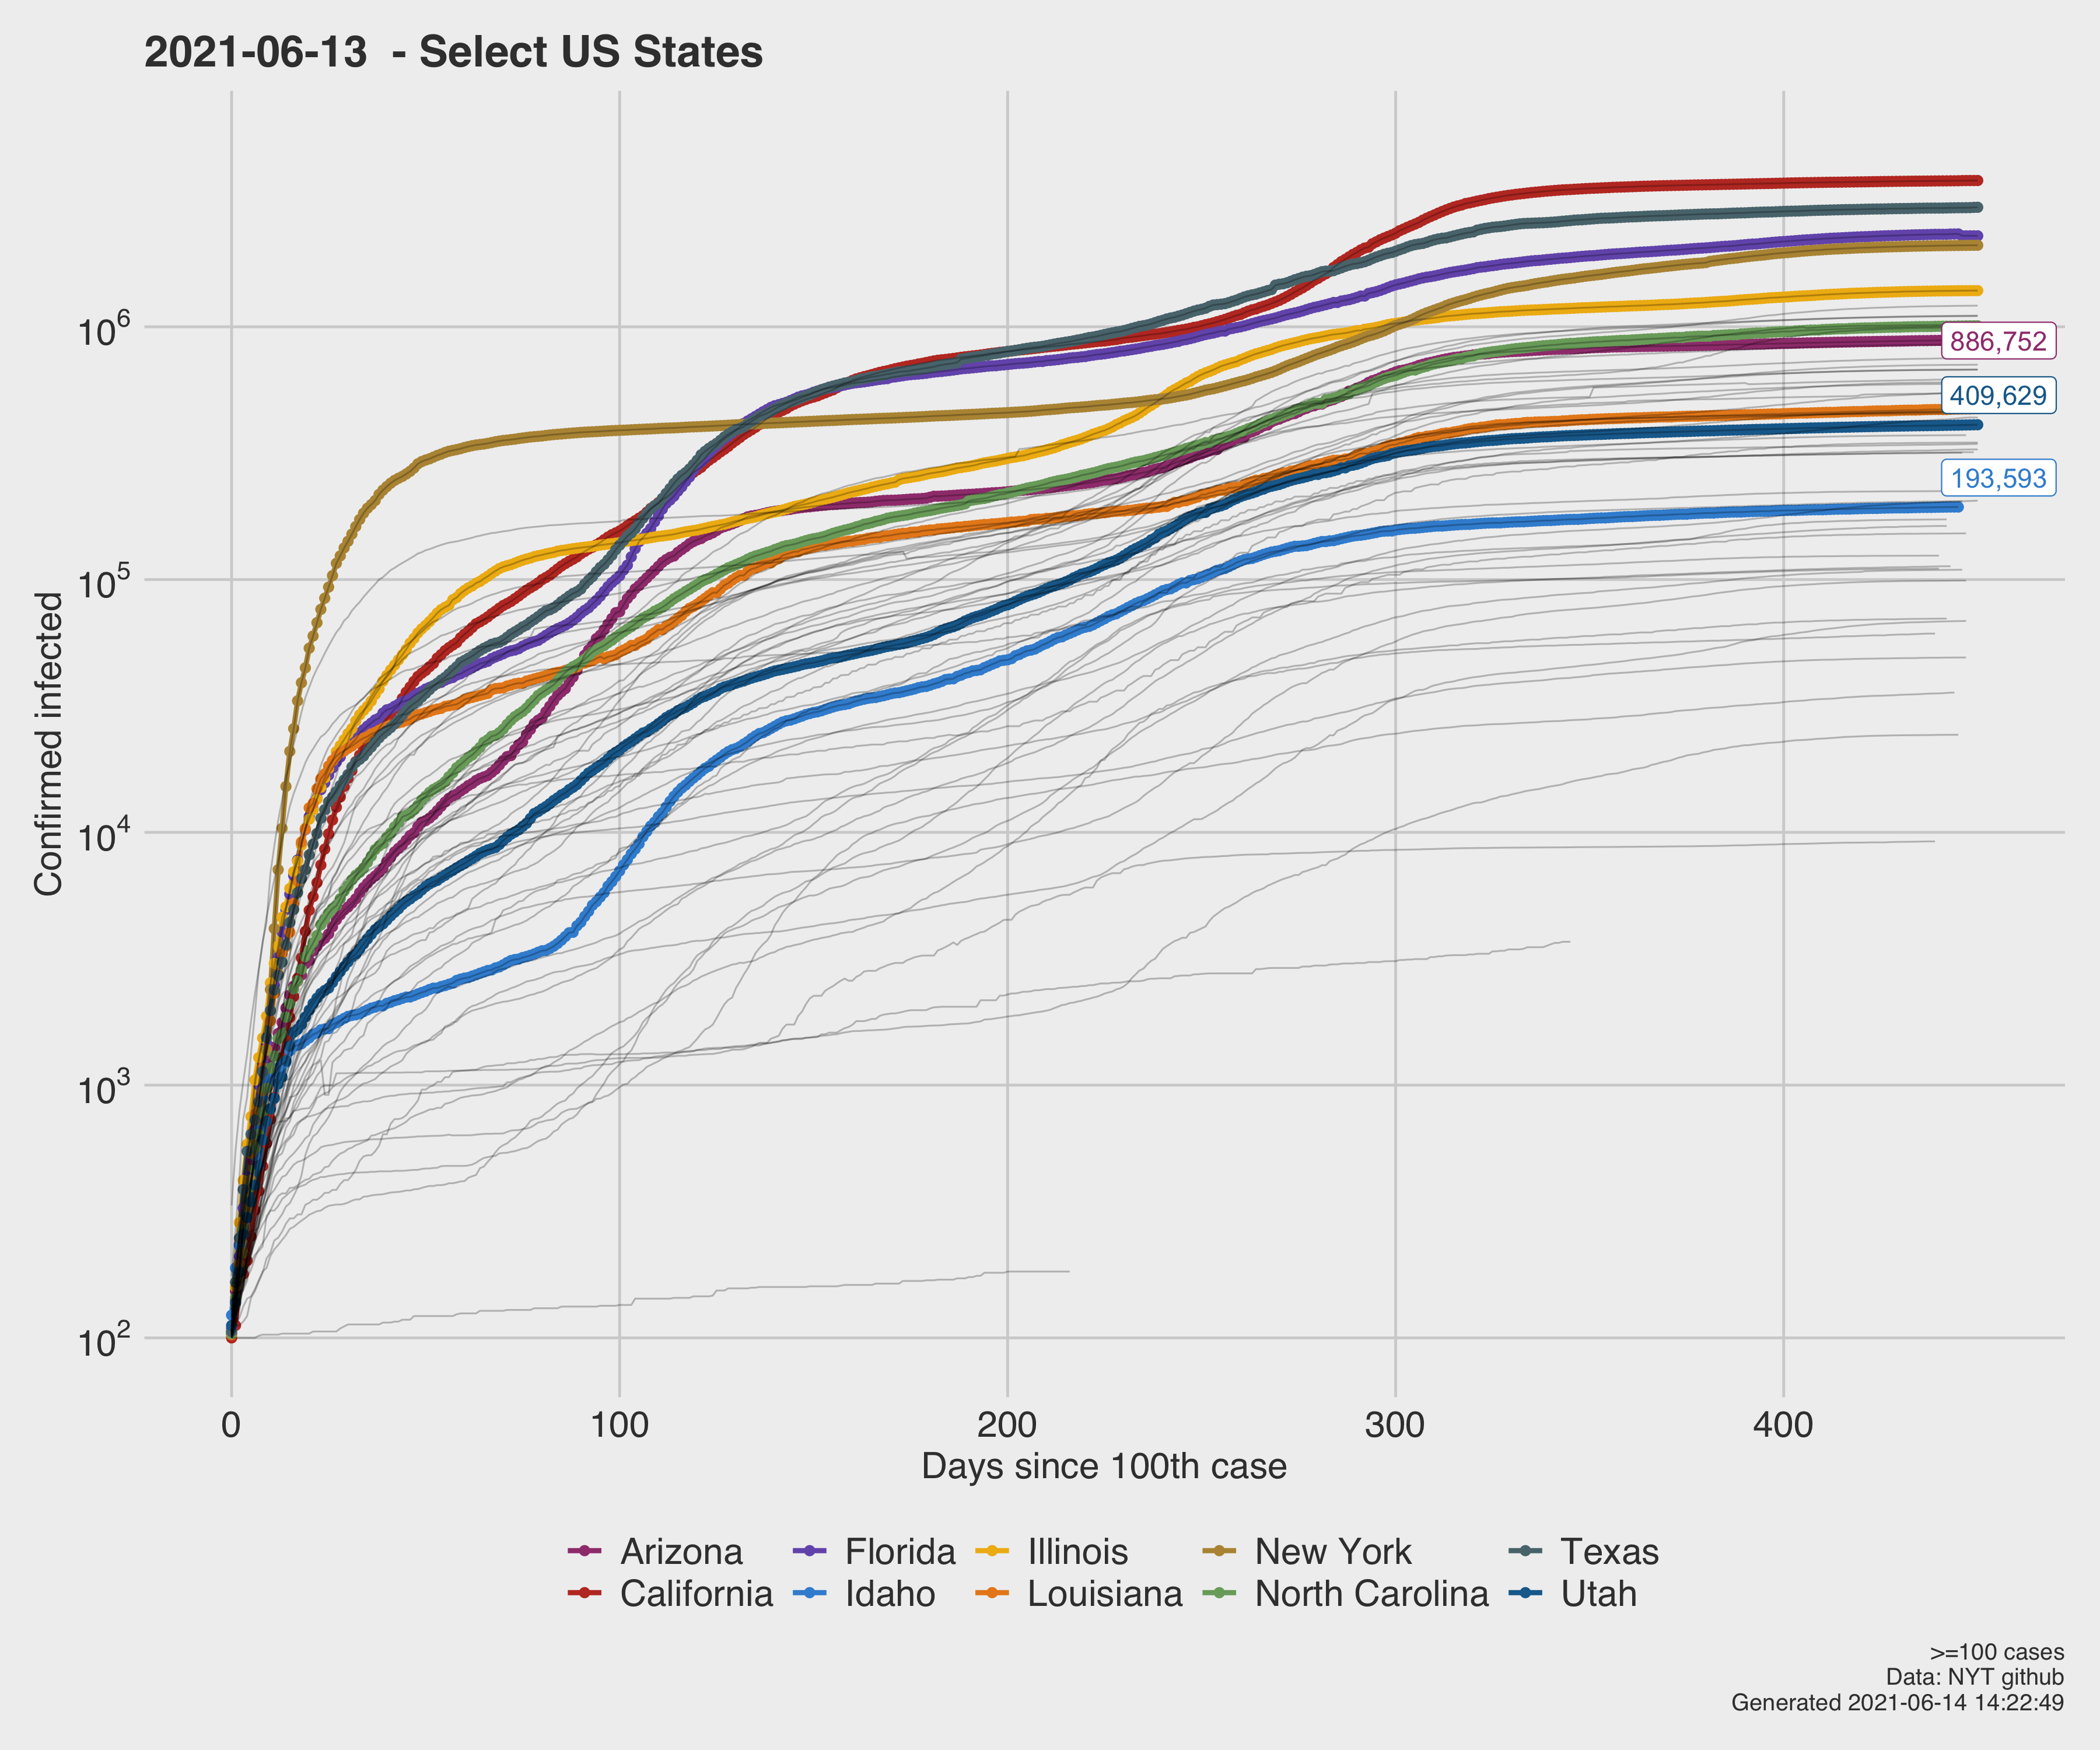 2021-06-13  - Select US States
Confirmed infected
10^6
10^5
10^4
10^3
10^2
886,752
409,629
193,593
0 100 200 300 400
Days since 100th case
Arizona Florida Illinois New York Texas
California Idaho Louisiana North Carolina Utah
>=100 cases
Data: NYT github
Generated 2021-06-14 14:22:49